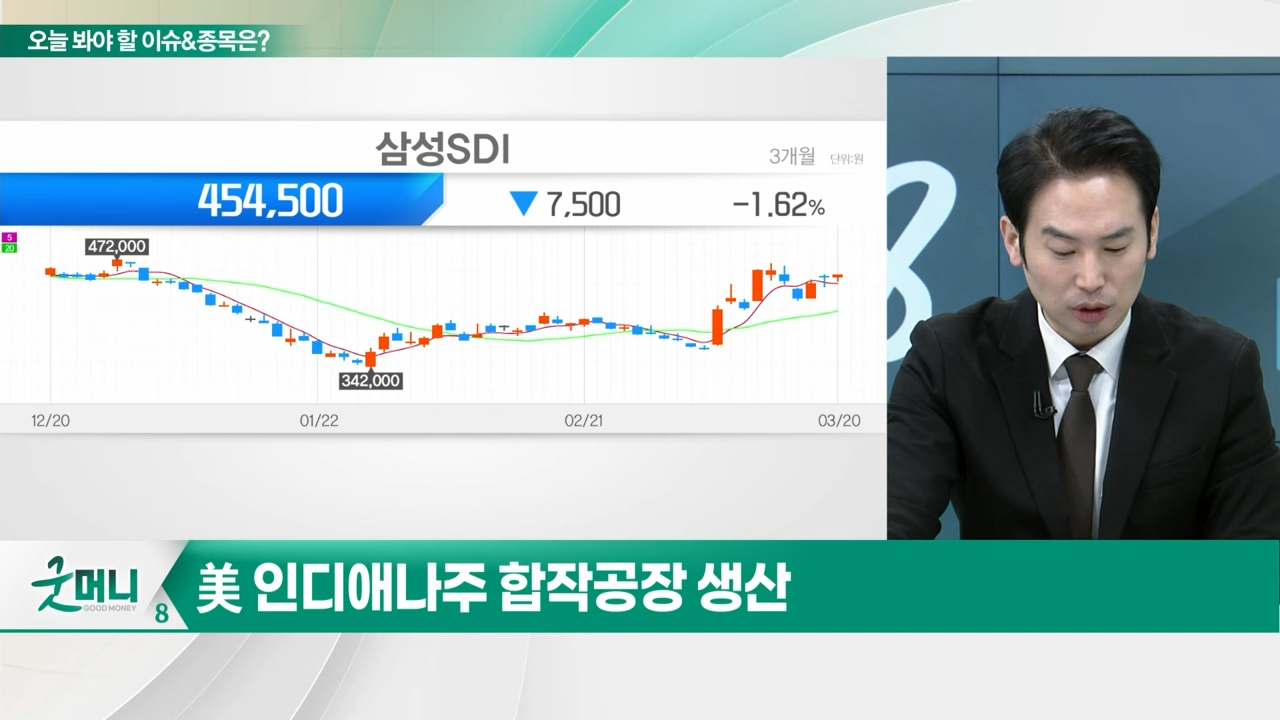 오늘 봐야 할 이슈&종목은?
삼성SDI
3개월 단위:원
454,500 ▼ 7,500 -1.62%
5
20
472,000
342,000
12/20 01/22 02/21 03/20
굿머니
GOOD MONEY
8
美 인디애나주 합작공장 생산